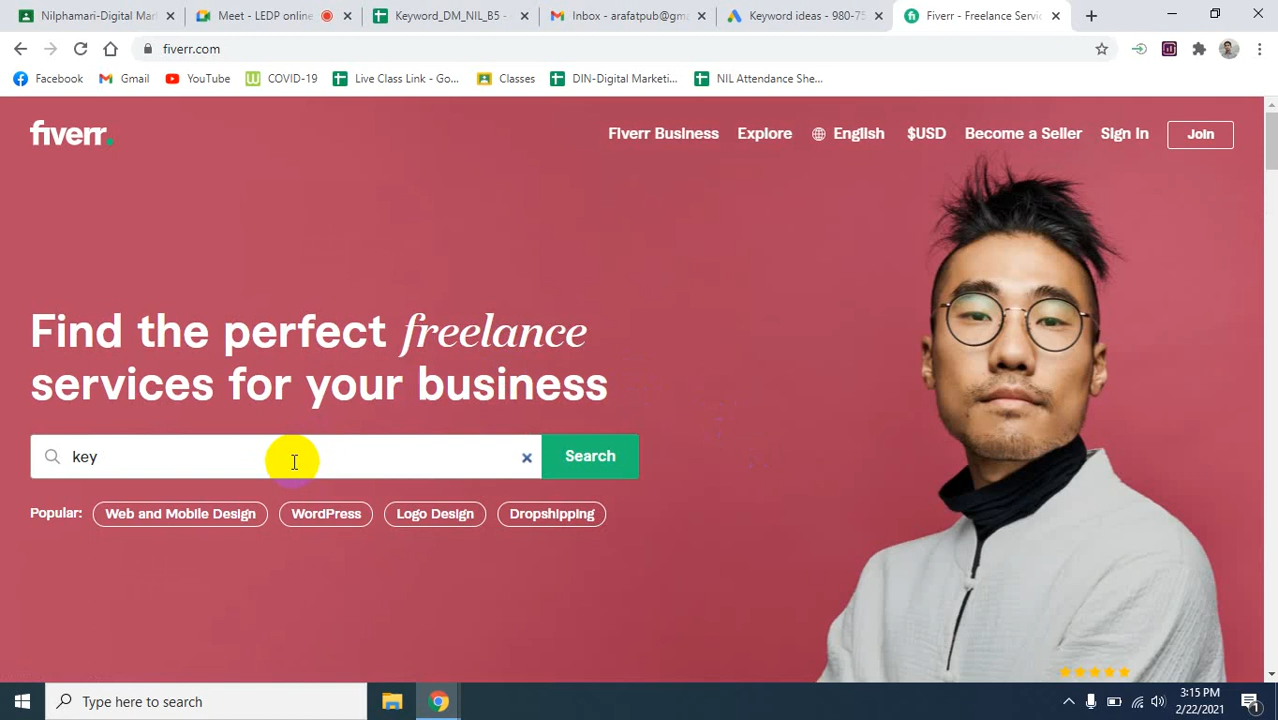 Nilphamari-Digital Mar
Meet - LEDP online
Keyword_DM_NIL_B5 -
Inbox - arafatpub@gm
Keyword ideas - 980-75
Fiverr - Freelance Servic
fiverr.com
Facebook
Gmail
YouTube
COVID-19
Live Class Link - Go...
Classes
DIN-Digital Marketi...
NIL Attendance She...
fiverr.
Fiverr Business
Explore
English
$USD
Become a Seller
Sign In
Join
Find the perfect freelance
services for your business
key
Search
Popular:
Web and Mobile Design
WordPress
Logo Design
Dropshipping
Type here to search
3:15 PM
2/22/2021
1